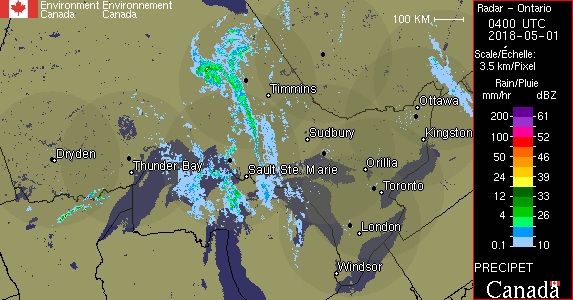 Environment Environnement
Canada Canada
100 KM
Radar - Ontario
0400 UTC
2018-05-01
Scale/Échelle:
3.5 km/Pixel
Rain/Pluie
mm/hr dBZ
200 61
100 52
50 46
24 39
12 33
4 26
0.1 10
PRECIPET
Canada
Timmins
Ottawa
Sudbury
Kingston
Dryden
Thunder Bay
Sault Ste. Marie
Orillia
Toronto
London
Windsor